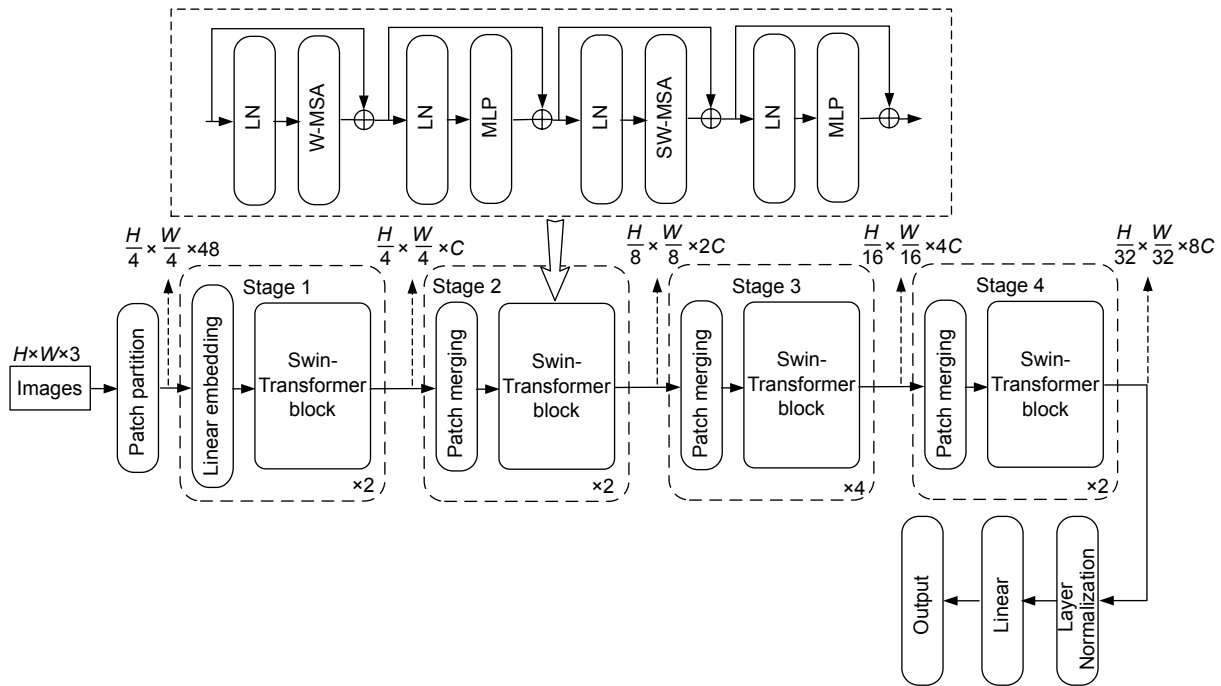 LN
W-MSA
LN
MLP
LN
SW-MSA
LN
MLP
H/4 × W/4 ×48
H/4 × W/4 ×C
H/8 × W/8 ×2C
H/16 × W/16 ×4C
H/32 × W/32 ×8C
H×W×3
Images
Patch partition
Stage 1
Linear embedding
Swin-
Transformer
block
×2
Stage 2
Patch merging
Swin-
Transformer
block
×2
Stage 3
Patch merging
Swin-
Transformer
block
×4
Stage 4
Patch merging
Swin-
Transformer
block
×2
Output
Linear
Layer
Normalization